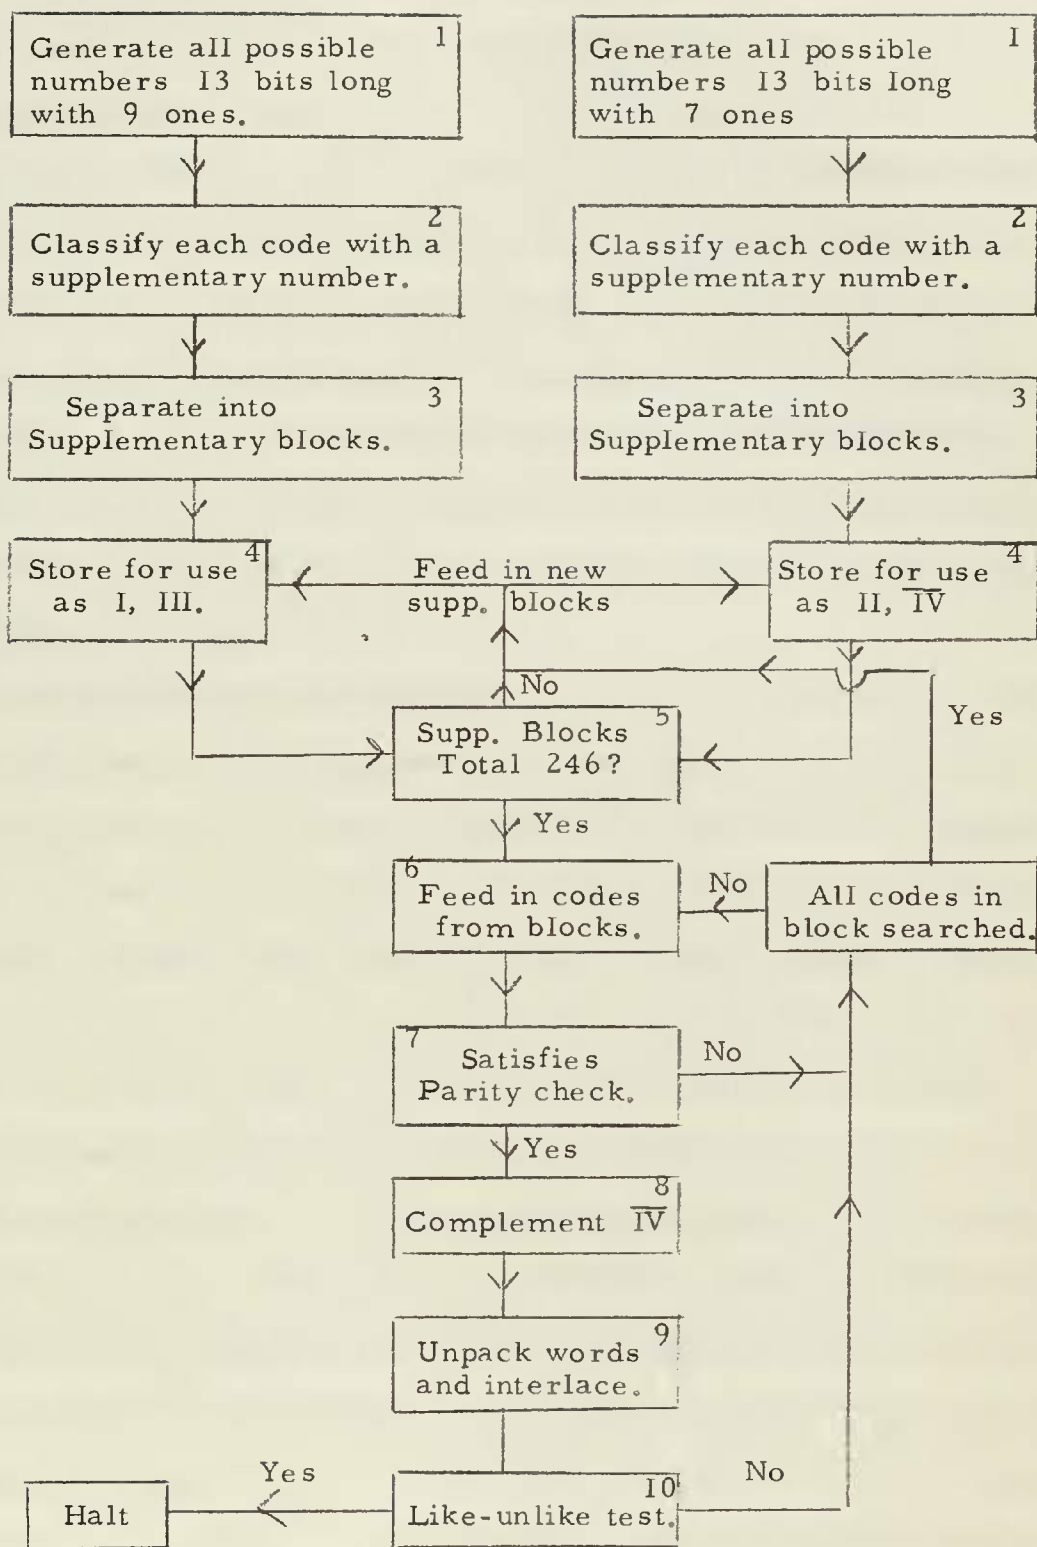 1
Generate all possible
numbers 13 bits long
with 9 ones.
1
Generate all possible
numbers 13 bits long
with 7 ones
2
Classify each code with a
supplementary number.
2
Classify each code with a
supplementary number.
3
Separate into
Supplementary blocks.
3
Separate into
Supplementary blocks.
4
Store for use
as I, III.
Feed in new
supp. blocks
4
Store for use
as II, I̅V̅
No
Yes
5
Supp. Blocks
Total 246?
Yes
6
Feed in codes
from blocks.
No
All codes in
block searched.
7
Satisfies
Parity check.
No
Yes
8
Complement I̅V̅
9
Unpack words
and interlace.
10
Like-unlike test.
Yes
No
Halt